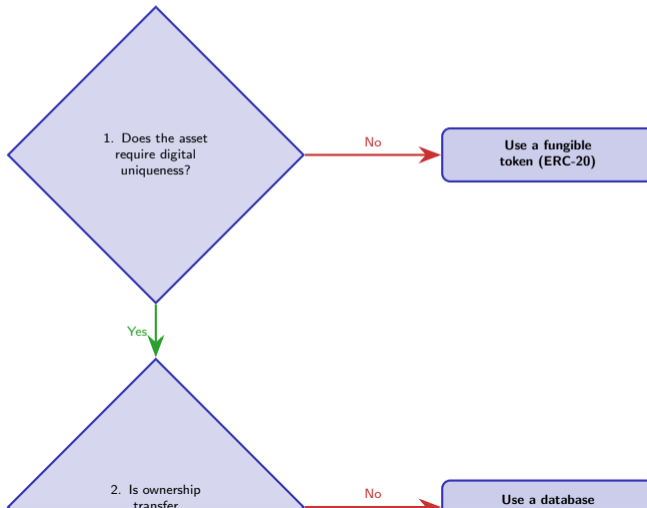 1. Does the asset
require digital
uniqueness?
No
Use a fungible
token (ERC-20)
Yes
2. Is ownership
transfer
No
Use a database